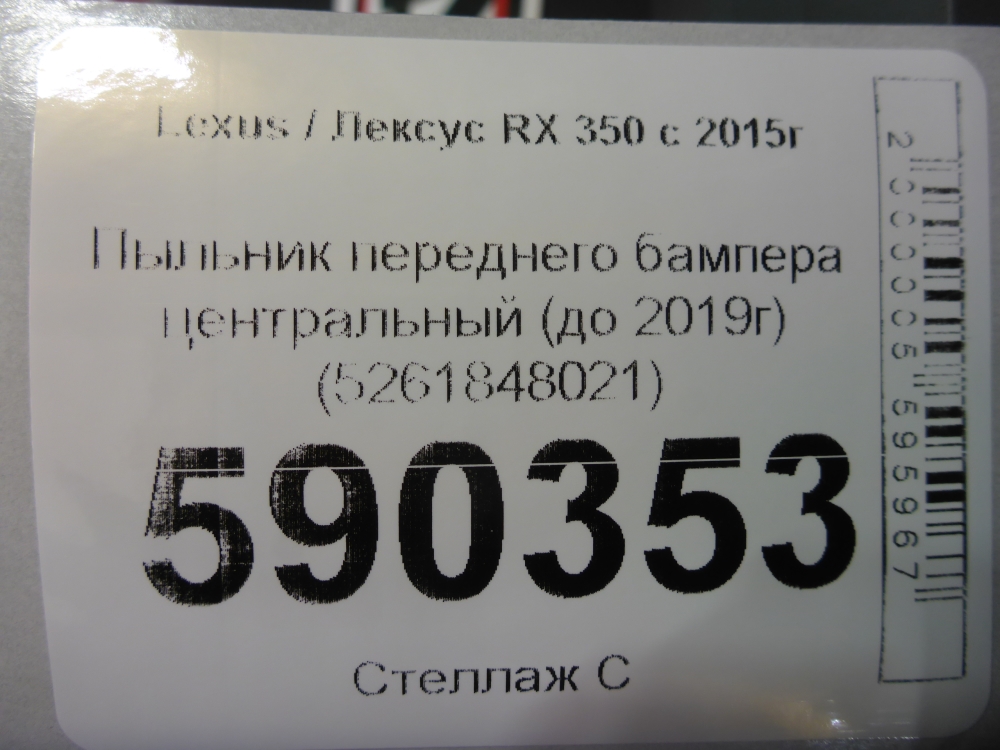 Lexus / Лексус RX 350 с 2015г
Пыльник переднего бампера
центральный (до 2019г)
(5261848021)
590353
Стеллаж С
2000005595967